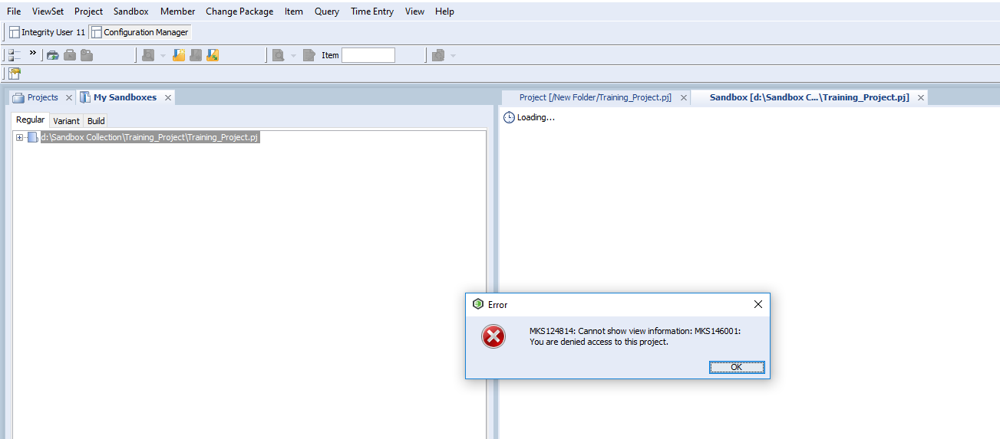 File ViewSet Project Sandbox Member Change Package Item Query Time Entry View Help
Integrity User 11 Configuration Manager
» Item
Projects My Sandboxes Project [/New Folder/Training_Project.pj] Sandbox [d:\Sandbox C...\Training_Project.pj]
Regular Variant Build
Loading...
d:\Sandbox Collection\Training_Project\Training_Project.pj
Error
MKS124814: Cannot show view information: MKS146001:
You are denied access to this project.
OK